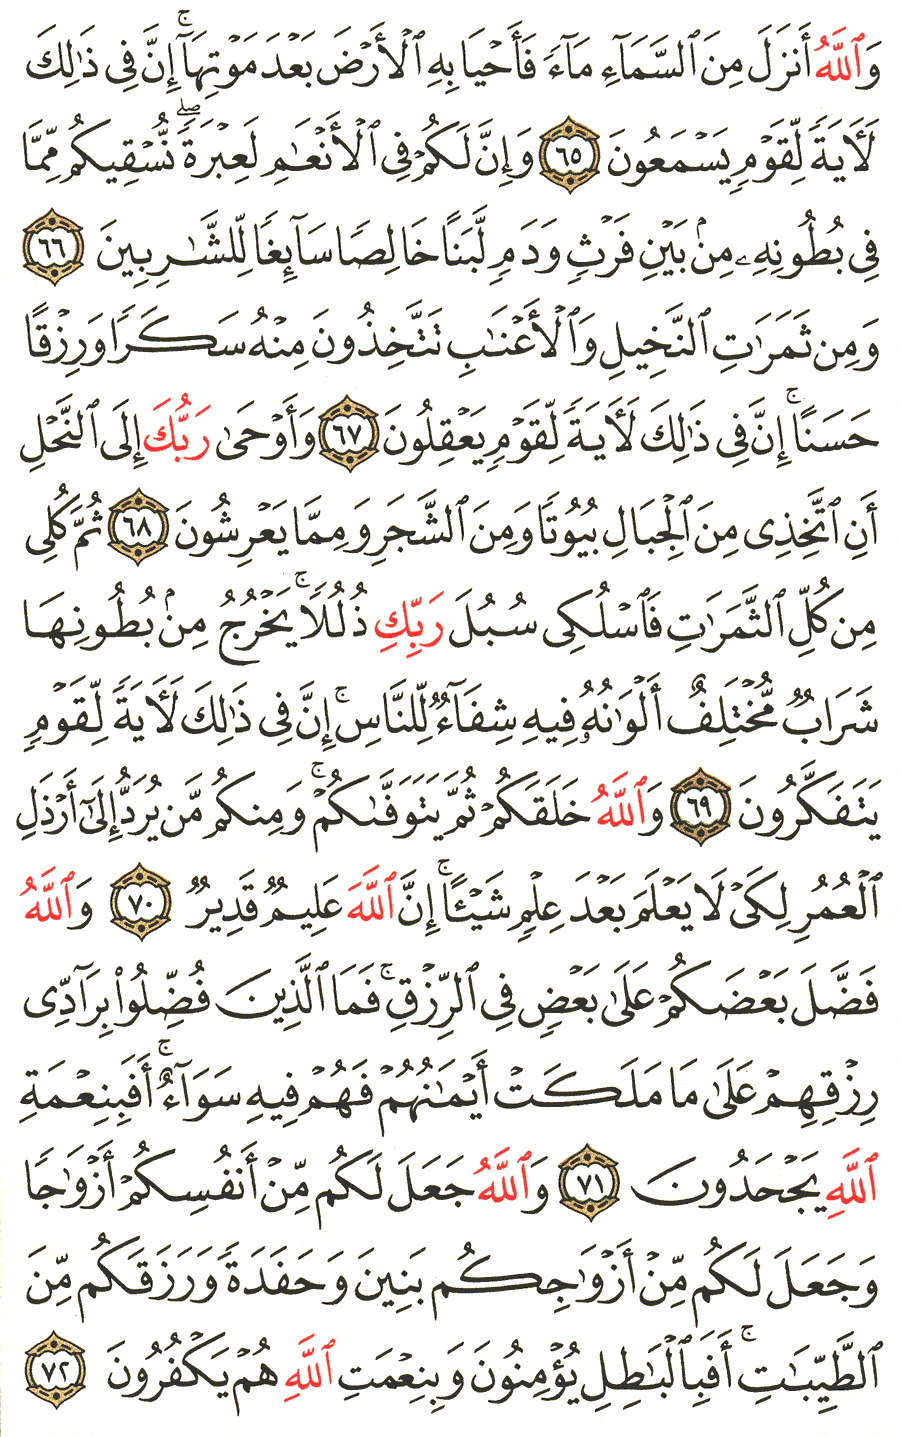 وَٱللَّهُ أَنزَلَ مِنَ ٱلسَّمَآءِ مَآءً فَأَحۡيَا بِهِ ٱلۡأَرۡضَ بَعۡدَ مَوۡتِهَآۚ إِنَّ فِي ذَٰلِكَ
لَأٓيَةٗ لِّقَوۡمٖ يَسۡمَعُونَ ٦٥ وَإِنَّ لَكُمۡ فِي ٱلۡأَنۡعَٰمِ لَعِبۡرَةٗۖ نُّسۡقِيكُم مِّمَّا
فِي بُطُونِهِۦ مِنۢ بَيۡنِ فَرۡثٖ وَدَمٖ لَّبَنًا خَالِصٗا سَآئِغٗا لِّلشَّٰرِبِينَ ٦٦
وَمِن ثَمَرَٰتِ ٱلنَّخِيلِ وَٱلۡأَعۡنَٰبِ تَتَّخِذُونَ مِنۡهُ سَكَرٗا وَرِزۡقًا
حَسَنًاۚ إِنَّ فِي ذَٰلِكَ لَأٓيَةٗ لِّقَوۡمٖ يَعۡقِلُونَ ٦٧ وَأَوۡحَىٰ رَبُّكَ إِلَى ٱلنَّحۡلِ
أَنِ ٱتَّخِذِي مِنَ ٱلۡجِبَالِ بُيُوتٗا وَمِنَ ٱلشَّجَرِ وَمِمَّا يَعۡرِشُونَ ٦٨ ثُمَّ كُلِي
مِن كُلِّ ٱلثَّمَرَٰتِ فَٱسۡلُكِي سُبُلَ رَبِّكِ ذُلُلٗاۚ يَخۡرُجُ مِنۢ بُطُونِهَا
شَرَابٞ مُّخۡتَلِفٌ أَلۡوَٰنُهُۥ فِيهِ شِفَآءٞ لِّلنَّاسِۚ إِنَّ فِي ذَٰلِكَ لَأٓيَةٗ لِّقَوۡمٖ
يَتَفَكَّرُونَ ٦٩ وَٱللَّهُ خَلَقَكُمۡ ثُمَّ يَتَوَفَّىٰكُمۡۚ وَمِنكُم مَّن يُرَدُّ إِلَىٰٓ أَرۡذَلِ
ٱلۡعُمُرِ لِكَيۡ لَا يَعۡلَمَ بَعۡدَ عِلۡمٖ شَيۡـًٔاۚ إِنَّ ٱللَّهَ عَلِيمٞ قَدِيرٞ ٧٠ وَٱللَّهُ
فَضَّلَ بَعۡضَكُمۡ عَلَىٰ بَعۡضٖ فِي ٱلرِّزۡقِۚ فَمَا ٱلَّذِينَ فُضِّلُواْ بِرَآدِّي
رِزۡقِهِمۡ عَلَىٰ مَا مَلَكَتۡ أَيۡمَٰنُهُمۡ فَهُمۡ فِيهِ سَوَآءٌۚ أَفَبِنِعۡمَةِ
ٱللَّهِ يَجۡحَدُونَ ٧١ وَٱللَّهُ جَعَلَ لَكُم مِّنۡ أَنفُسِكُمۡ أَزۡوَٰجٗا
وَجَعَلَ لَكُم مِّنۡ أَزۡوَٰجِكُم بَنِينَ وَحَفَدَةٗ وَرَزَقَكُم مِّنَ
ٱلطَّيِّبَٰتِۚ أَفَبِٱلۡبَٰطِلِ يُؤۡمِنُونَ وَبِنِعۡمَتِ ٱللَّهِ هُمۡ يَكۡفُرُونَ ٧٢